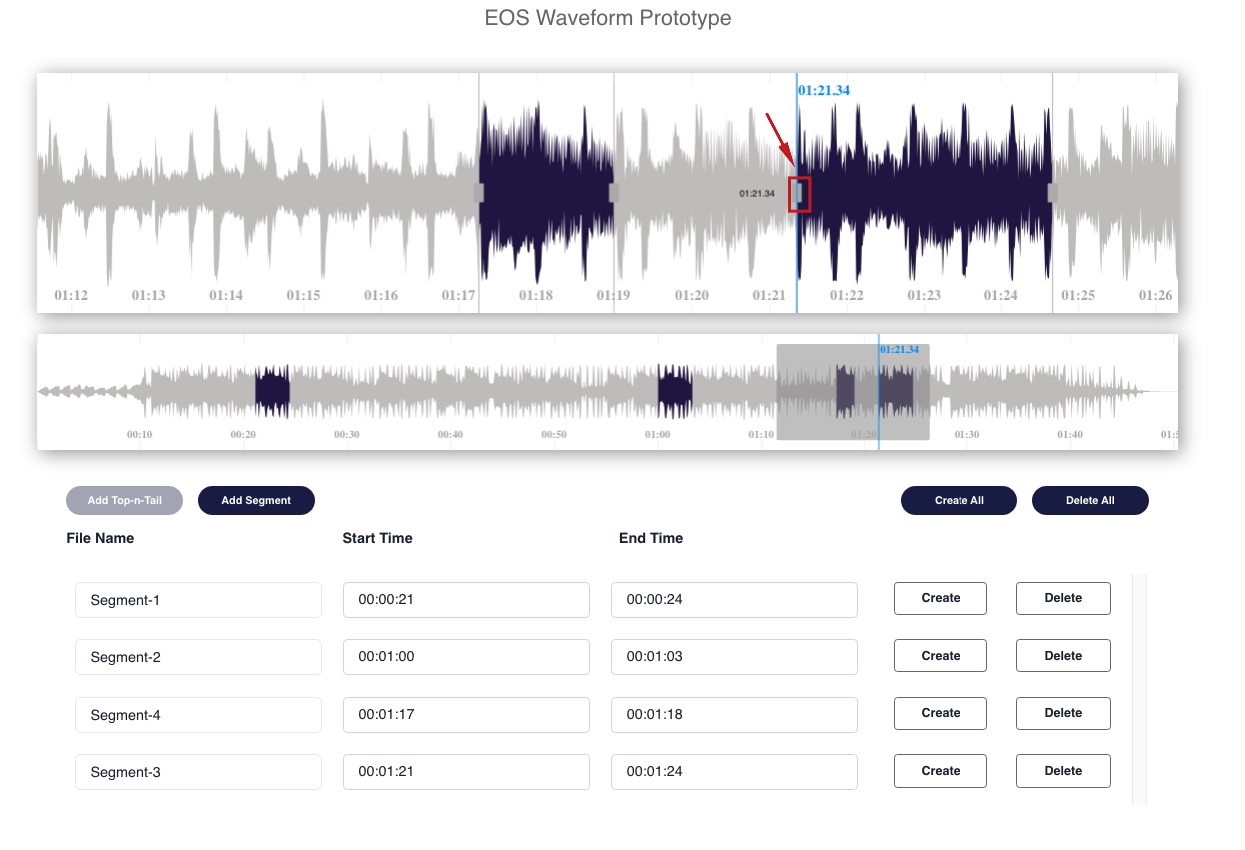 EOS Waveform Prototype
01:21.34
01:21.34
01:12 01:13 01:14 01:15 01:16 01:17 01:18 01:19 01:20 01:21 01:22 01:23 01:24 01:25 01:26
01:21.34
00:10 00:20 00:30 00:40 00:50 01:00 01:10 01:20 01:30 01:40
Add Top-n-Tail Add Segment Create All Delete All
File Name Start Time End Time
Segment-1 00:00:21 00:00:24 Create Delete
Segment-2 00:01:00 00:01:03 Create Delete
Segment-4 00:01:17 00:01:18 Create Delete
Segment-3 00:01:21 00:01:24 Create Delete